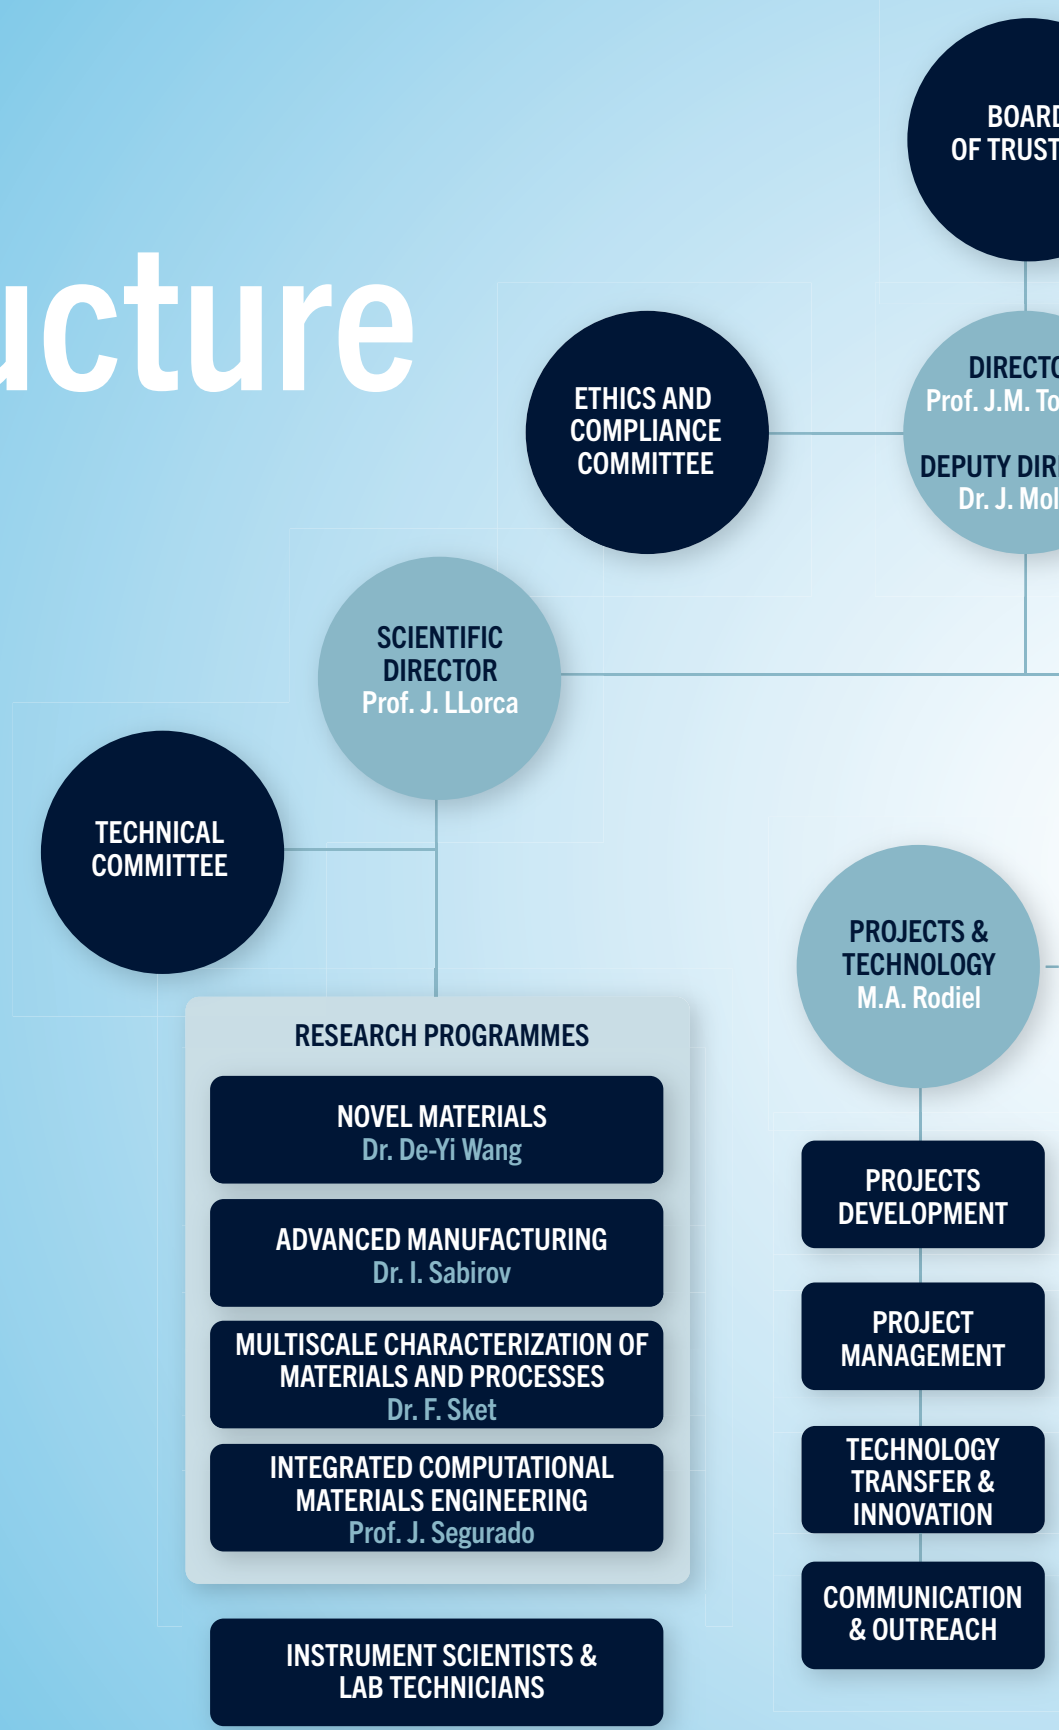 BOARD
OF TRUST
ucture
ETHICS AND
COMPLIANCE
COMMITTEE
DIRECTO
Prof. J.M. To
DEPUTY DIR
Dr. J. Mol
SCIENTIFIC
DIRECTOR
Prof. J. LLorca
TECHNICAL
COMMITTEE
PROJECTS &
TECHNOLOGY
M.A. Rodiel
RESEARCH PROGRAMMES
NOVEL MATERIALS
Dr. De-Yi Wang
ADVANCED MANUFACTURING
Dr. I. Sabirov
MULTISCALE CHARACTERIZATION OF
MATERIALS AND PROCESSES
Dr. F. Sket
INTEGRATED COMPUTATIONAL
MATERIALS ENGINEERING
Prof. J. Segurado
INSTRUMENT SCIENTISTS &
LAB TECHNICIANS
PROJECTS
DEVELOPMENT
PROJECT
MANAGEMENT
TECHNOLOGY
TRANSFER &
INNOVATION
COMMUNICATION
& OUTREACH